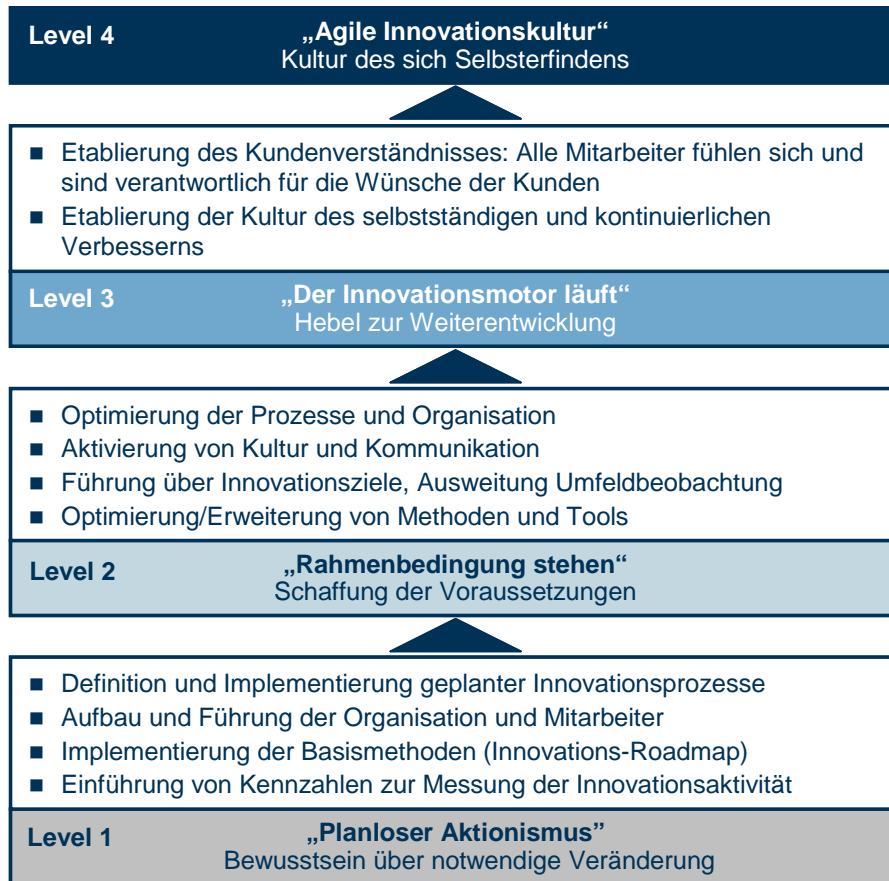 Level 4 „Agile Innovationskultur“
Kultur des sich Selbsterfindens
■ Etablierung des Kundenverständnisses: Alle Mitarbeiter fühlen sich und
sind verantwortlich für die Wünsche der Kunden
■ Etablierung der Kultur des selbstständigen und kontinuierlichen
Verbesserns
Level 3 „Der Innovationsmotor läuft“
Hebel zur Weiterentwicklung
■ Optimierung der Prozesse und Organisation
■ Aktivierung von Kultur und Kommunikation
■ Führung über Innovationsziele, Ausweitung Umfeldbeobachtung
■ Optimierung/Erweiterung von Methoden und Tools
Level 2 „Rahmenbedingung stehen“
Schaffung der Voraussetzungen
■ Definition und Implementierung geplanter Innovationsprozesse
■ Aufbau und Führung der Organisation und Mitarbeiter
■ Implementierung der Basismethoden (Innovations-Roadmap)
■ Einführung von Kennzahlen zur Messung der Innovationsaktivität
Level 1 „Planloser Aktionismus”
Bewusstsein über notwendige Veränderung